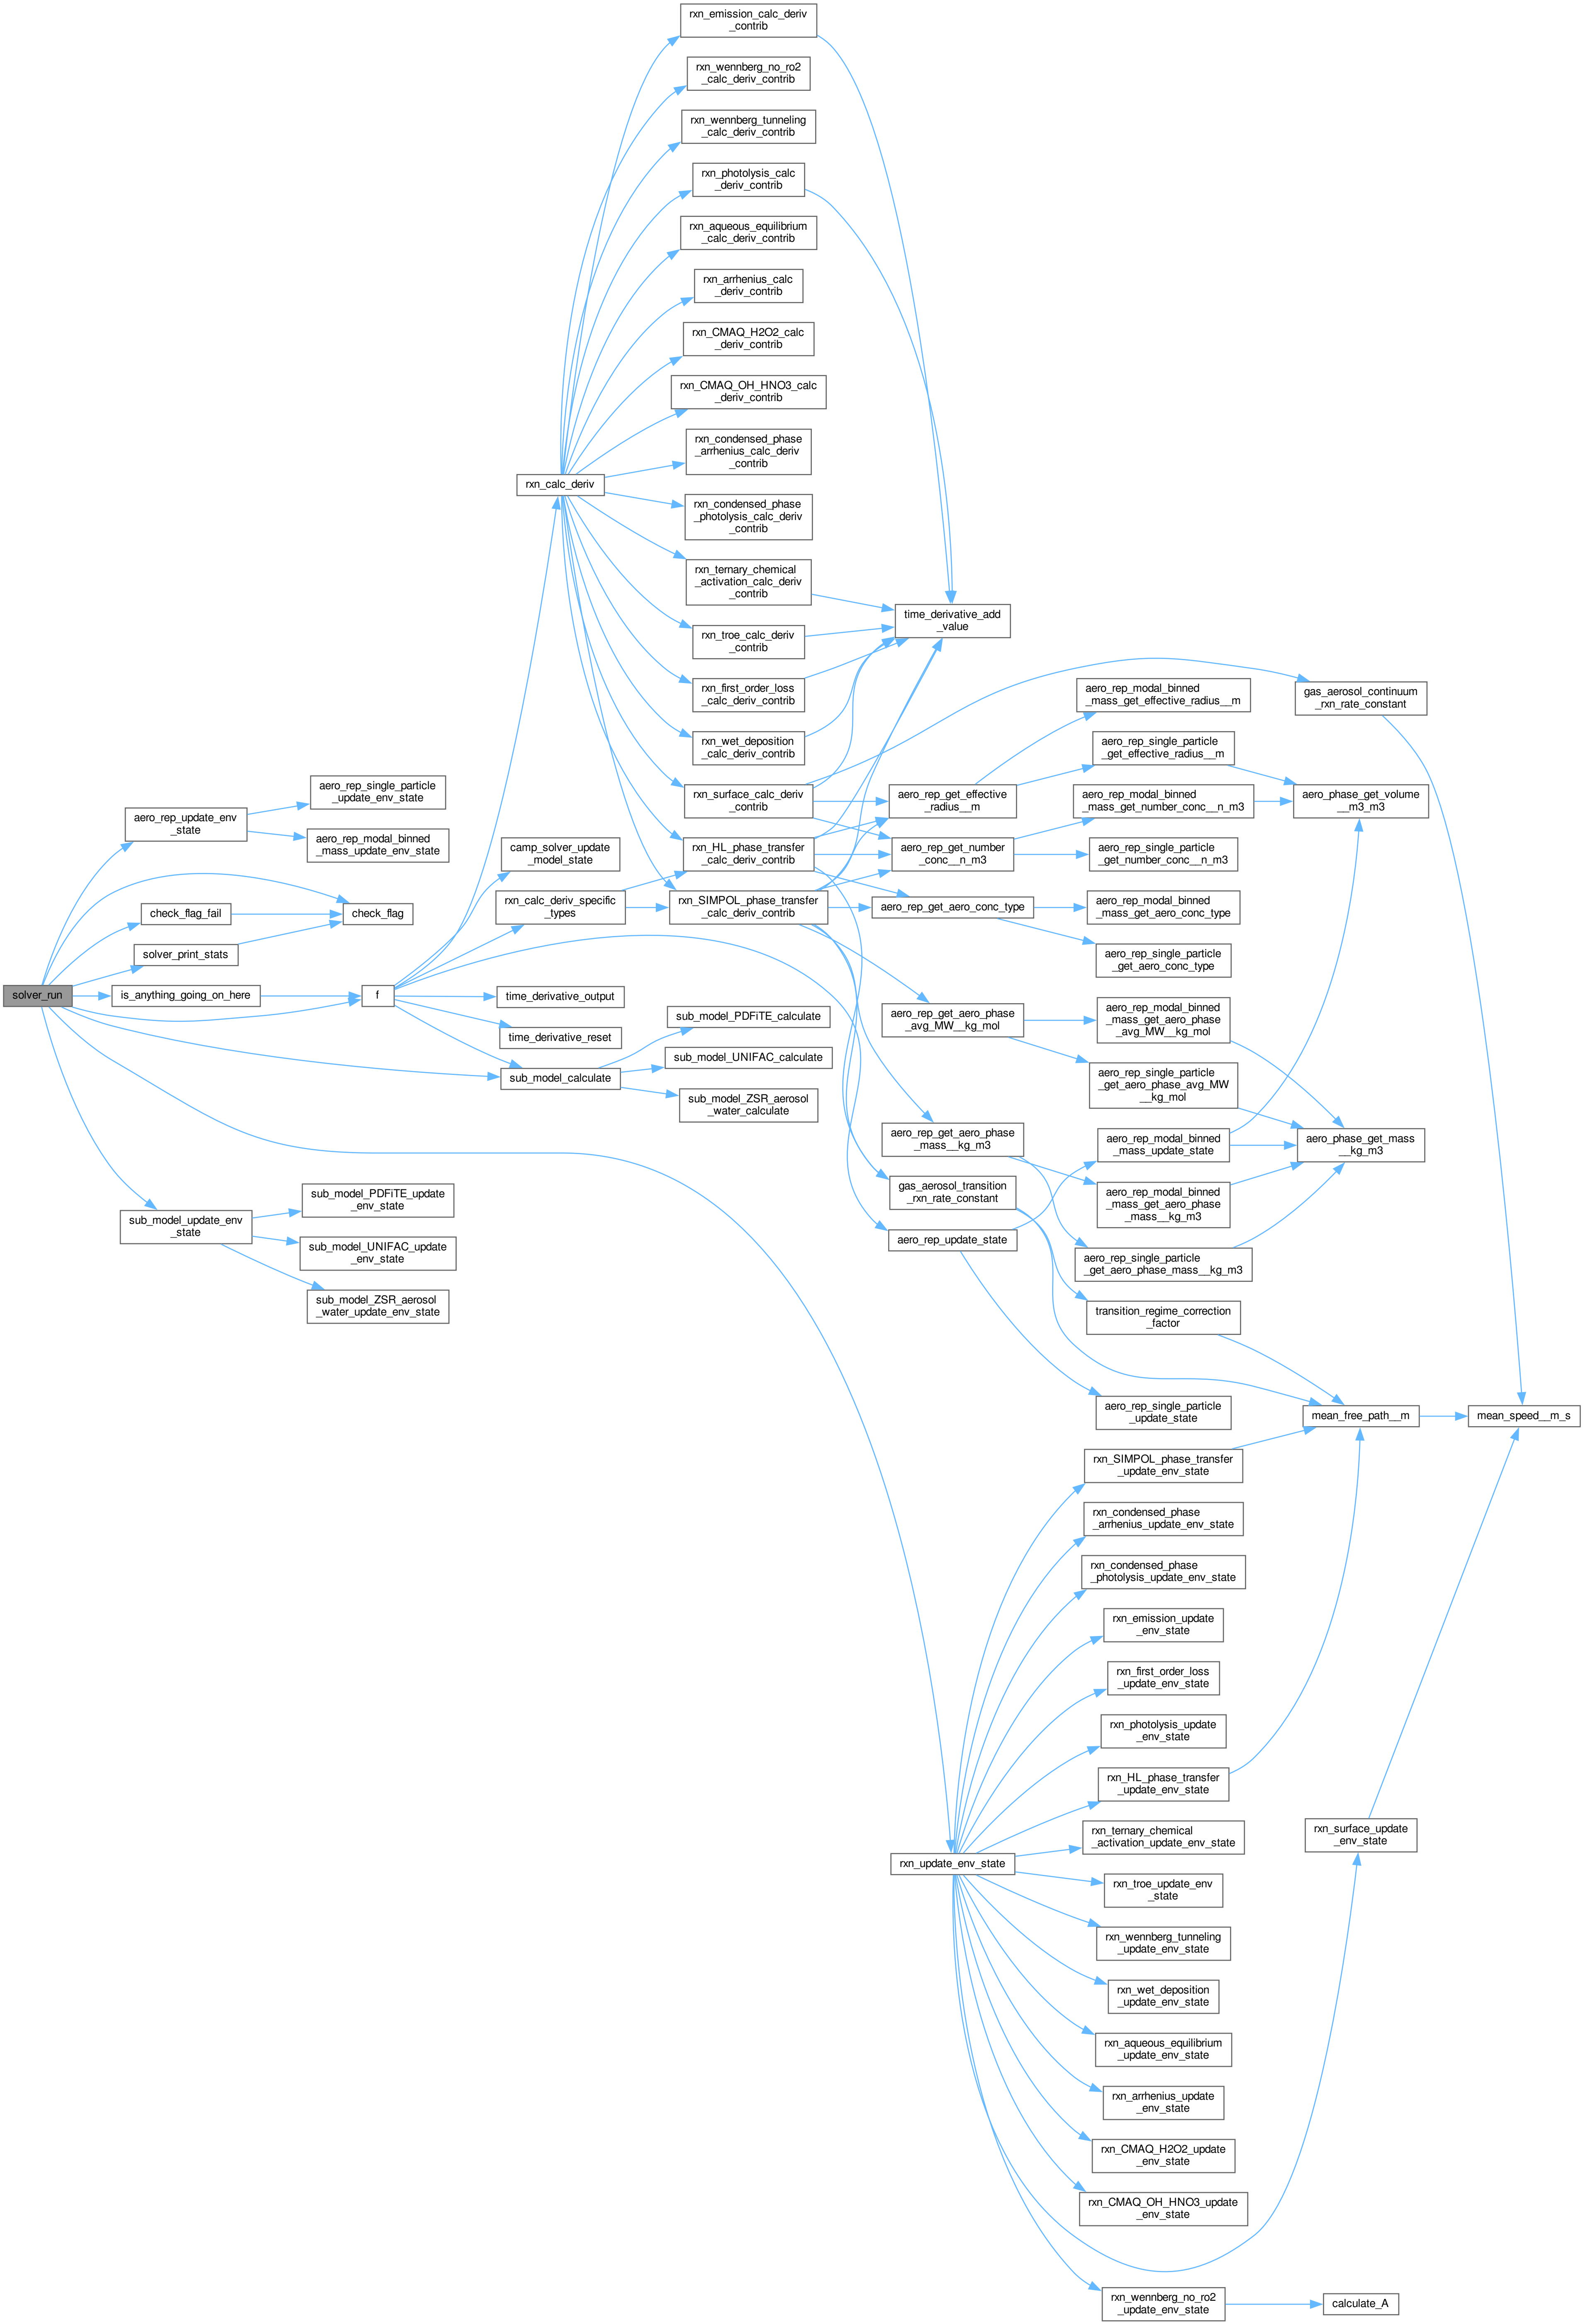 rxn_emission_calc_deriv
_contrib
rxn_wennberg_no_ro2
_calc_deriv_contrib
rxn_wennberg_tunneling
_calc_deriv_contrib
rxn_photolysis_calc
_deriv_contrib
rxn_aqueous_equilibrium
_calc_deriv_contrib
rxn_arrhenius_calc
_deriv_contrib
rxn_CMAQ_H2O2_calc
_deriv_contrib
rxn_CMAQ_OH_HNO3_calc
_deriv_contrib
rxn_condensed_phase
_arrhenius_calc_deriv
_contrib
rxn_calc_deriv
rxn_condensed_phase
_photolysis_calc_deriv
_contrib
rxn_ternary_chemical
_activation_calc_deriv
_contrib
time_derivative_add
_value
rxn_troe_calc_deriv
_contrib
rxn_first_order_loss
_calc_deriv_contrib
aero_rep_modal_binned
_mass_get_effective_radius__m
gas_aerosol_continuum
_rxn_rate_constant
rxn_wet_deposition
_calc_deriv_contrib
aero_rep_single_particle
_get_effective_radius__m
aero_rep_single_particle
_update_env_state
rxn_surface_calc_deriv
_contrib
aero_rep_get_effective
_radius__m
aero_rep_modal_binned
_mass_get_number_conc__n_m3
aero_phase_get_volume
__m3_m3
aero_rep_update_env
_state
aero_rep_modal_binned
_mass_update_env_state
camp_solver_update
_model_state
rxn_HL_phase_transfer
_calc_deriv_contrib
aero_rep_get_number
_conc__n_m3
aero_rep_single_particle
_get_number_conc__n_m3
check_flag_fail
check_flag
rxn_calc_deriv_specific
_types
rxn_SIMPOL_phase_transfer
_calc_deriv_contrib
aero_rep_get_aero_conc_type
aero_rep_modal_binned
_mass_get_aero_conc_type
solver_print_stats
aero_rep_single_particle
_get_aero_conc_type
solver_run
is_anything_going_on_here
f
time_derivative_output
aero_rep_get_aero_phase
_avg_MW__kg_mol
aero_rep_modal_binned
_mass_get_aero_phase
_avg_MW__kg_mol
time_derivative_reset
sub_model_PDFiTE_calculate
sub_model_calculate
sub_model_UNIFAC_calculate
sub_model_ZSR_aerosol
_water_calculate
aero_rep_single_particle
_get_aero_phase_avg_MW
__kg_mol
aero_rep_get_aero_phase
_mass__kg_m3
aero_rep_modal_binned
_mass_update_state
aero_phase_get_mass
__kg_m3
sub_model_PDFiTE_update
_env_state
gas_aerosol_transition
_rxn_rate_constant
aero_rep_modal_binned
_mass_get_aero_phase
_mass__kg_m3
sub_model_update_env
_state
sub_model_UNIFAC_update
_env_state
aero_rep_update_state
aero_rep_single_particle
_get_aero_phase_mass__kg_m3
sub_model_ZSR_aerosol
_water_update_env_state
transition_regime_correction
_factor
aero_rep_single_particle
_update_state
mean_free_path__m
mean_speed__m_s
rxn_SIMPOL_phase_transfer
_update_env_state
rxn_condensed_phase
_arrhenius_update_env_state
rxn_condensed_phase
_photolysis_update_env_state
rxn_emission_update
_env_state
rxn_first_order_loss
_update_env_state
rxn_photolysis_update
_env_state
rxn_HL_phase_transfer
_update_env_state
rxn_ternary_chemical
_activation_update_env_state
rxn_surface_update
_env_state
rxn_update_env_state
rxn_troe_update_env
_state
rxn_wennberg_tunneling
_update_env_state
rxn_wet_deposition
_update_env_state
rxn_aqueous_equilibrium
_update_env_state
rxn_arrhenius_update
_env_state
rxn_CMAQ_H2O2_update
_env_state
rxn_CMAQ_OH_HNO3_update
_env_state
rxn_wennberg_no_ro2
_update_env_state
calculate_A